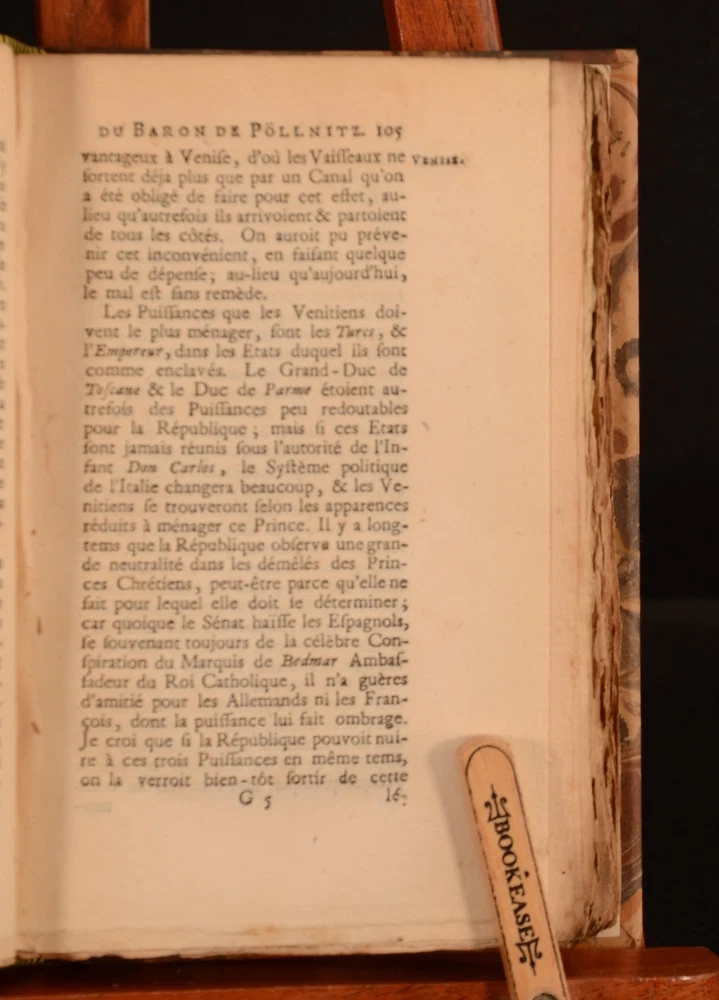 DU BARON DE PÖLLNITZ. 105
vantageux à Veniſe, d'où les Vaiſſeaux ne VENISE.
ſortent déja plus que par un Canal qu'on
a été obligé de faire pour cet effet, au-
lieu qu'autrefois ils arrivoient & partoient
de tous les côtés. On auroit pu préve-
nir cet inconvénient, en faiſant quelque
peu de dépenſe; au-lieu qu'aujourd'hui,
le mal eſt ſans remède.
Les Puiſſances que les Venitiens doi-
vent le plus ménager, ſont les Turcs, &
l'Empereur, dans les Etats duquel ils ſont
comme enclavés. Le Grand-Duc de
Toſcane & le Duc de Parme étoient au-
trefois des Puiſſances peu redoutables
pour la République; mais ſi ces Etats
ſont jamais réunis ſous l'autorité de l'In-
fant Don Carlos, le Syſtème politique
de l'Italie changera beaucoup, & les Ve-
nitiens ſe trouveront ſelon les apparences
réduits à ménager ce Prince. Il y a long-
tems que la République obſerve une gran-
de neutralité dans les démêlés des Prin-
ces Chrétiens, peut-être parce qu'elle ne
ſait pour lequel elle doit ſe déterminer;
car quoique le Sénat haïſſe les Eſpagnols,
ſe ſouvenant toujours de la célèbre Con-
ſpiration du Marquis de Bedmar Ambaſ-
ſadeur du Roi Catholique, il n'a guères
d'amitié pour les Allemands ni les Fran-
çois, dont la puiſſance lui fait ombrage.
Je croi que ſi la République pouvoit nui-
re à ces trois Puiſſances en même tems,
on la verroit bien-tôt ſortir de cette
G 5 lé-
BOOKEASE